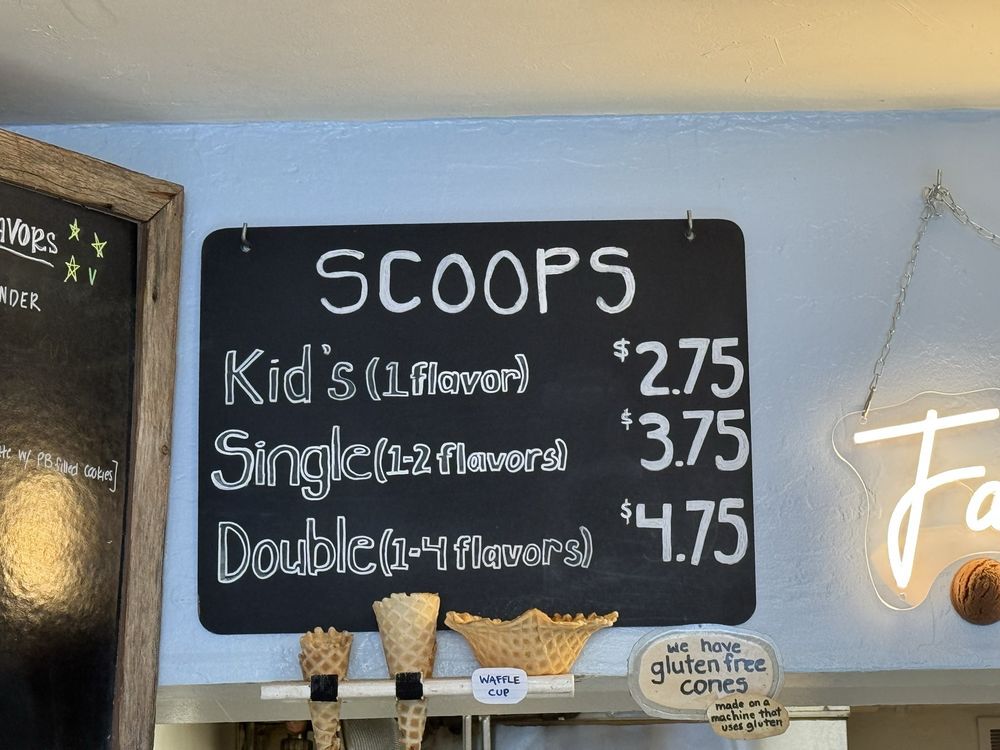 SCOOPS
Kid's (1 flavor) $2.75
Single (1-2 flavors) $3.75
Double (1-4 flavors) $4.75
WAFFLE
CUP
we have
gluten free
cones
made on a
machine that
uses gluten
AVORS
NDER
w/ PB filled cookies]
Fa